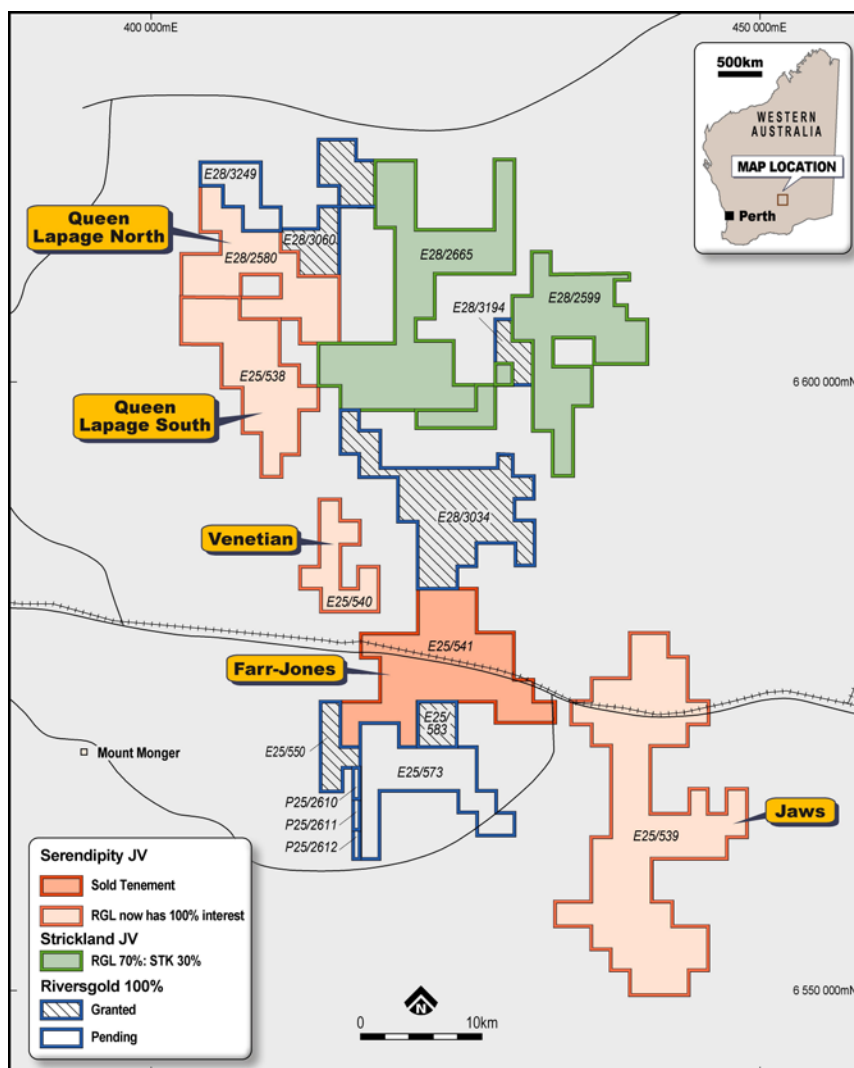 400 000mE
450 000mE
500km
WESTERN
AUSTRALIA
MAP LOCATION
Perth
E28/3249
Queen
Lapage North
E28/3060
E28/2580
E28/2665
E28/3194
E28/2599
E25/538
6 600 000mN
Queen
Lapage South
E28/3034
Venetian
E25/540
E25/541
Farr-Jones
E25/
583
E25/550
Mount Monger
E25/573
P25/2610
P25/2611
P25/2612
Jaws
E25/539
Serendipity JV
Sold Tenement
RGL now has 100% interest
Strickland JV
RGL 70%: STK 30%
Riversgold 100%
Granted
Pending
N
0
10km
6 550 000mN